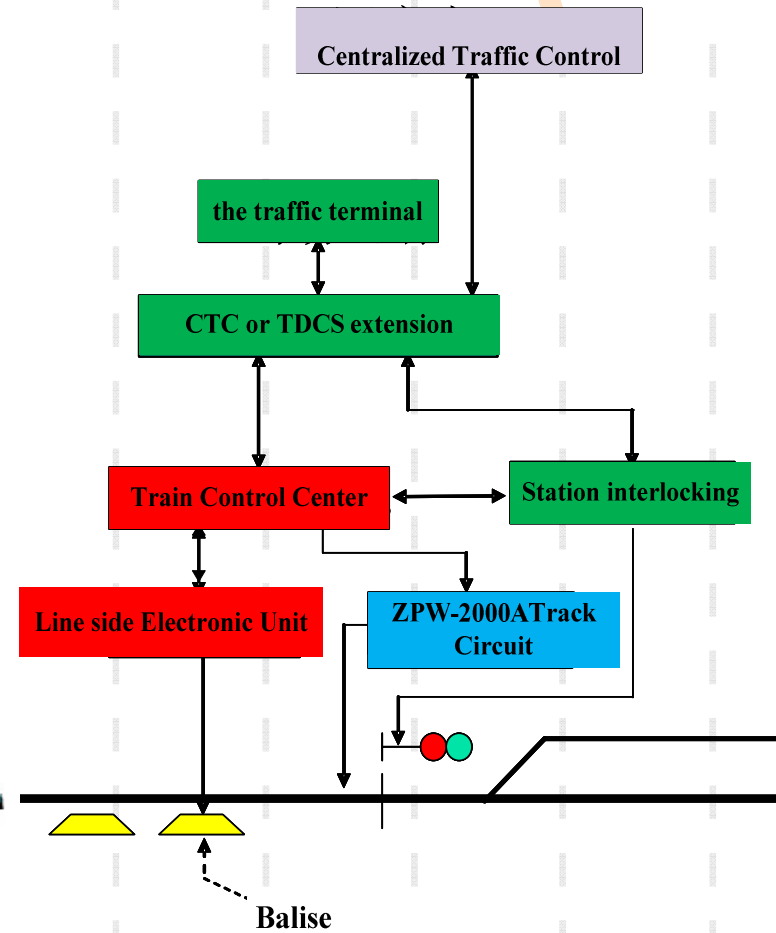 Centralized Traffic Control
the traffic terminal
CTC or TDCS extension
Train Control Center
Station interlocking
Line side Electronic Unit
ZPW-2000ATrack
Circuit
Balise